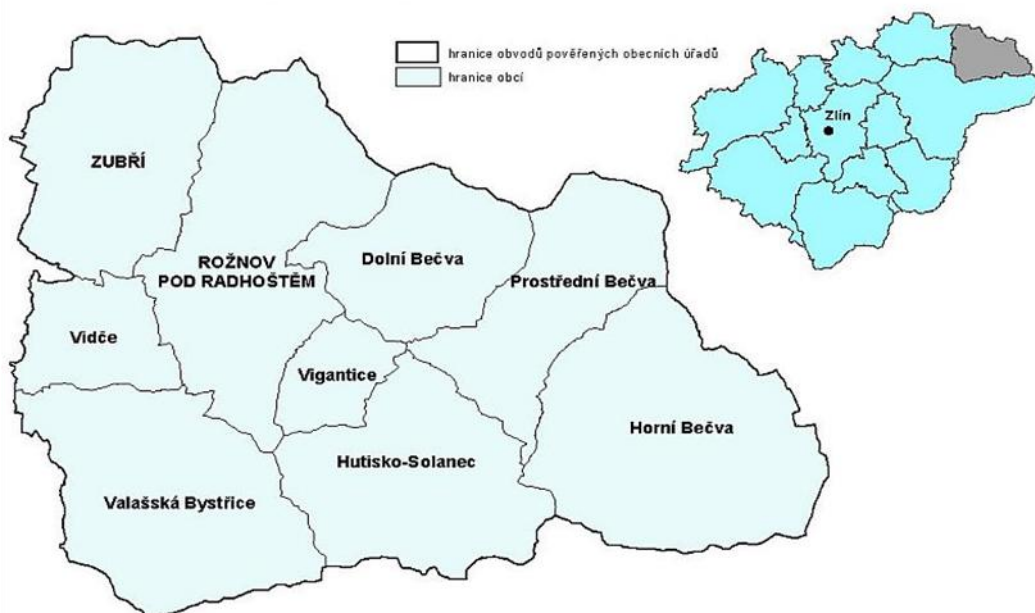 hranice obvodů pověřených obecních úřadů
hranice obcí
Zlín
ZUBŘÍ
ROŽNOV
POD RADHOŠTĚM
Dolní Bečva
Prostřední Bečva
Vidče
Vigantice
Horní Bečva
Hutisko-Solanec
Valašská Bystřice